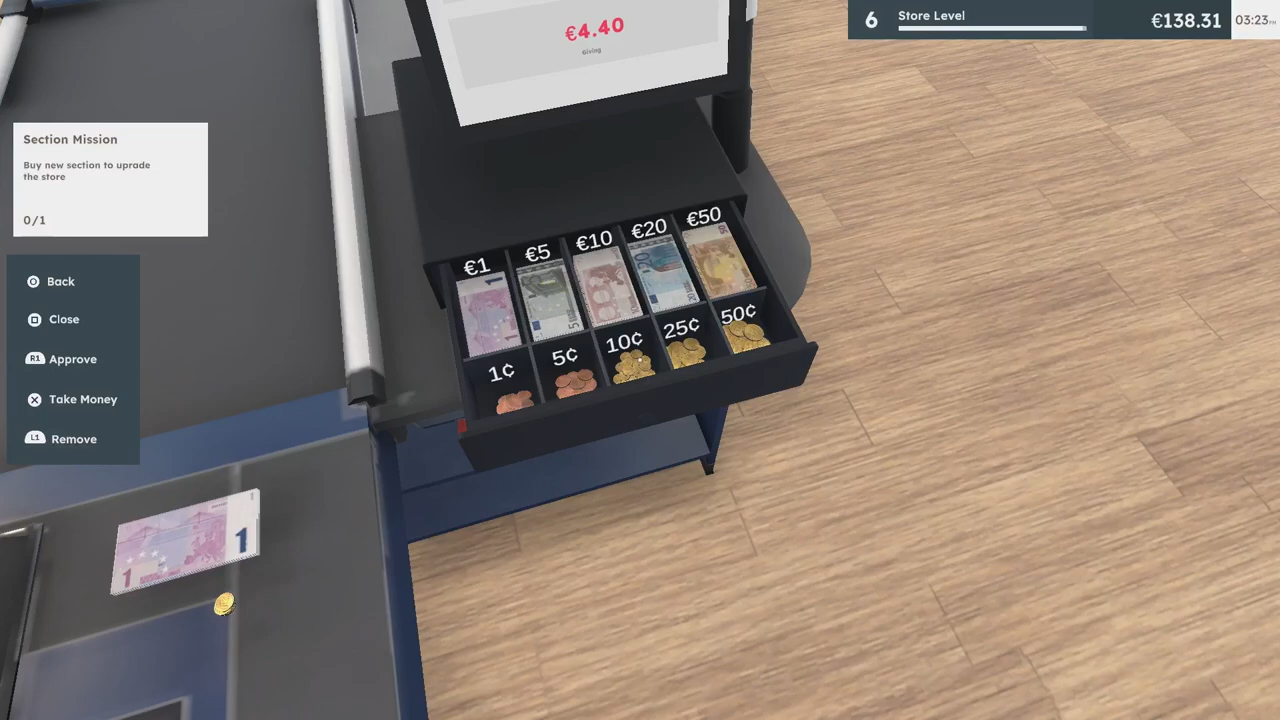 €4.40
Giving
6
Store Level
€138.31
03:23PM
Section Mission
Buy new section to uprade
the store
0/1
Back
Close
R1 Approve
Take Money
L1 Remove
€1 €5 €10 €20 €50
1¢ 5¢ 10¢ 25¢ 50¢
1
1